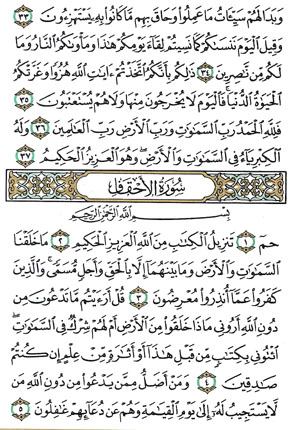 وَبَدَا لَهُمْ سَيِّـَٔاتُ مَا عَمِلُوا۟ وَحَاقَ بِهِم مَّا كَانُوا۟ بِهِۦ يَسْتَهْزِءُونَ ٣٣
وَقِيلَ ٱلْيَوْمَ نَنسَىٰكُمْ كَمَا نَسِيتُمْ لِقَآءَ يَوْمِكُمْ هَٰذَا وَمَأْوَىٰكُمُ ٱلنَّارُ وَمَا
لَكُم مِّن نَّٰصِرِينَ ٣٤ ذَٰلِكُم بِأَنَّكُمُ ٱتَّخَذْتُمْ ءَايَٰتِ ٱللَّهِ هُزُوًا وَغَرَّتْكُمُ
ٱلْحَيَوٰةُ ٱلدُّنْيَا ۚ فَٱلْيَوْمَ لَا يُخْرَجُونَ مِنْهَا وَلَا هُمْ يُسْتَعْتَبُونَ ٣٥
فَلِلَّهِ ٱلْحَمْدُ رَبِّ ٱلسَّمَٰوَٰتِ وَرَبِّ ٱلْأَرْضِ رَبِّ ٱلْعَٰلَمِينَ ٣٦ وَلَهُ
ٱلْكِبْرِيَآءُ فِى ٱلسَّمَٰوَٰتِ وَٱلْأَرْضِ ۖ وَهُوَ ٱلْعَزِيزُ ٱلْحَكِيمُ ٣٧
سُورَةُ الأَحْقَاف
بِسْمِ ٱللَّهِ ٱلرَّحْمَٰنِ ٱلرَّحِيمِ
حمٓ ١ تَنزِيلُ ٱلْكِتَٰبِ مِنَ ٱللَّهِ ٱلْعَزِيزِ ٱلْحَكِيمِ ٢ مَا خَلَقْنَا
ٱلسَّمَٰوَٰتِ وَٱلْأَرْضَ وَمَا بَيْنَهُمَآ إِلَّا بِٱلْحَقِّ وَأَجَلٍ مُّسَمًّى ۚ وَٱلَّذِينَ
كَفَرُوا۟ عَمَّآ أُنذِرُوا۟ مُعْرِضُونَ ٣ قُلْ أَرَءَيْتُم مَّا تَدْعُونَ مِن
دُونِ ٱللَّهِ أَرُونِى مَاذَا خَلَقُوا۟ مِنَ ٱلْأَرْضِ أَمْ لَهُمْ شِرْكٌ فِى ٱلسَّمَٰوَٰتِ ۖ
ٱئْتُونِى بِكِتَٰبٍ مِّن قَبْلِ هَٰذَآ أَوْ أَثَٰرَةٍ مِّنْ عِلْمٍ إِن كُنتُمْ
صَٰدِقِينَ ٤ وَمَنْ أَضَلُّ مِمَّن يَدْعُوا۟ مِن دُونِ ٱللَّهِ مَن
لَّا يَسْتَجِيبُ لَهُۥٓ إِلَىٰ يَوْمِ ٱلْقِيَٰمَةِ وَهُمْ عَن دُعَآئِهِمْ غَٰفِلُونَ ٥